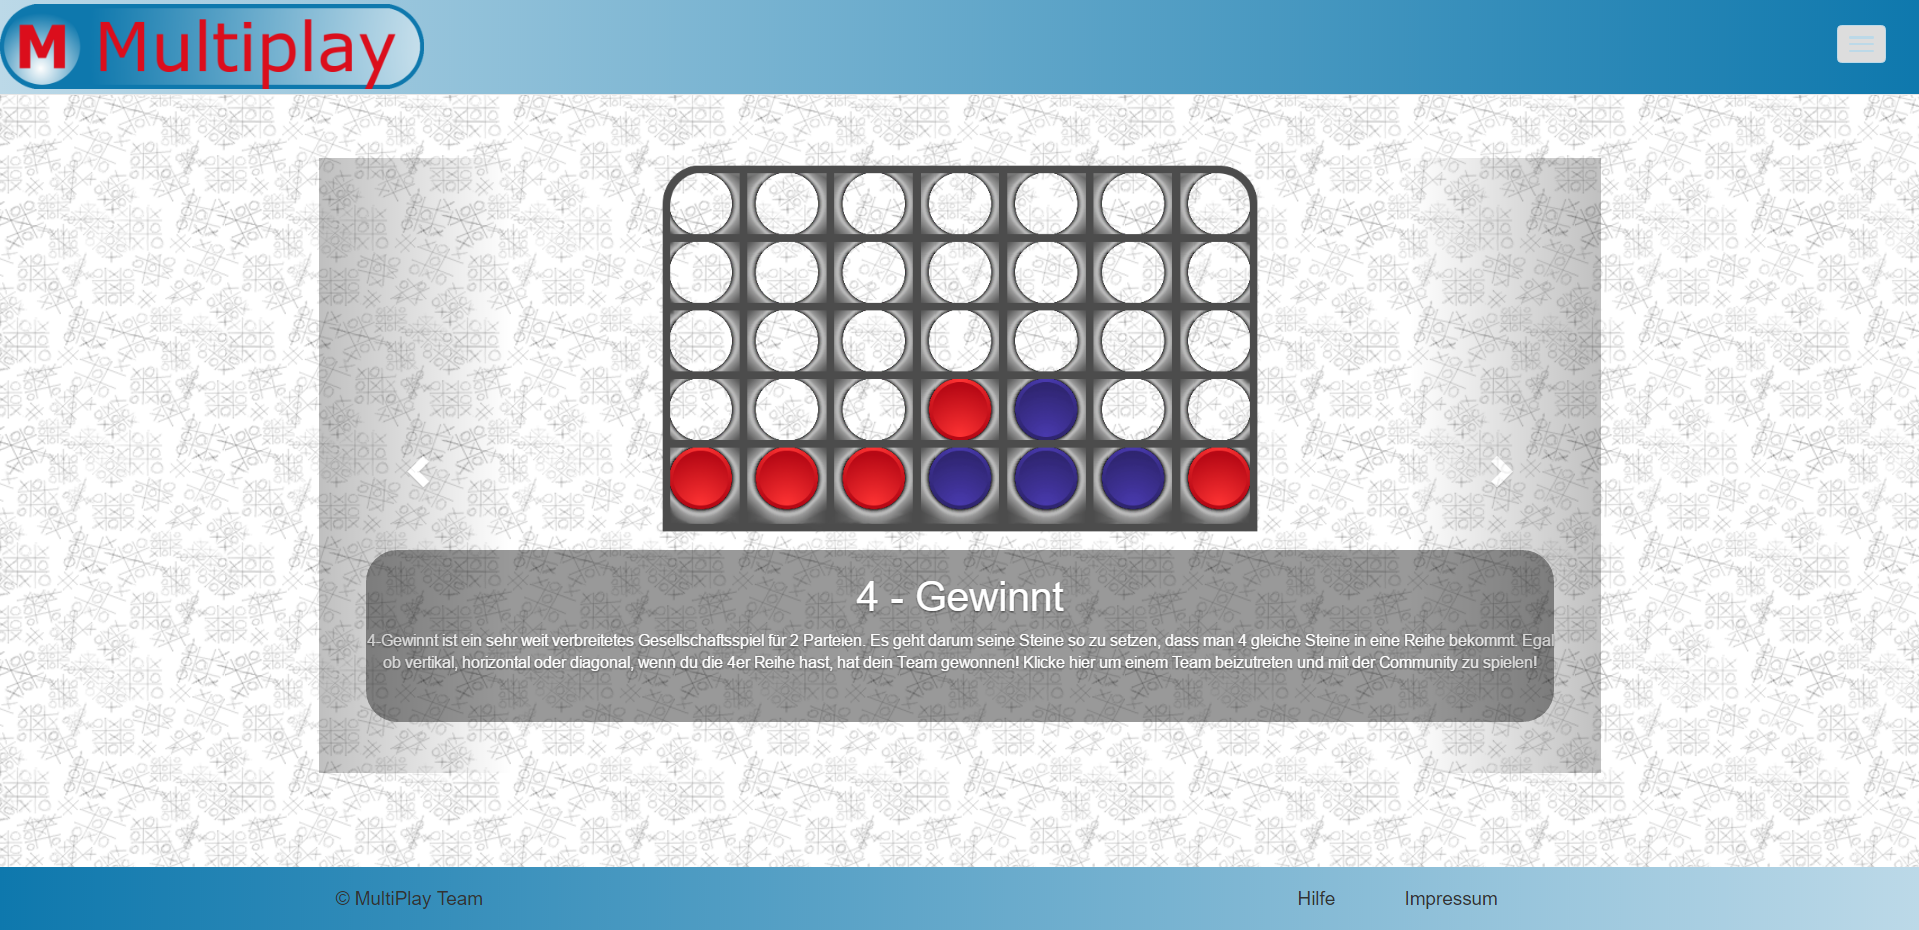 M Multiplay
4 - Gewinnt
4-Gewinnt ist ein sehr weit verbreitetes Gesellschaftsspiel für 2 Parteien. Es geht darum seine Steine so zu setzen, dass man 4 gleiche Steine in eine Reihe bekommt. Egal
ob vertikal, horizontal oder diagonal, wenn du die 4er Reihe hast, hat dein Team gewonnen! Klicke hier um einem Team beizutreten und mit der Community zu spielen!
© MultiPlay Team
Hilfe
Impressum